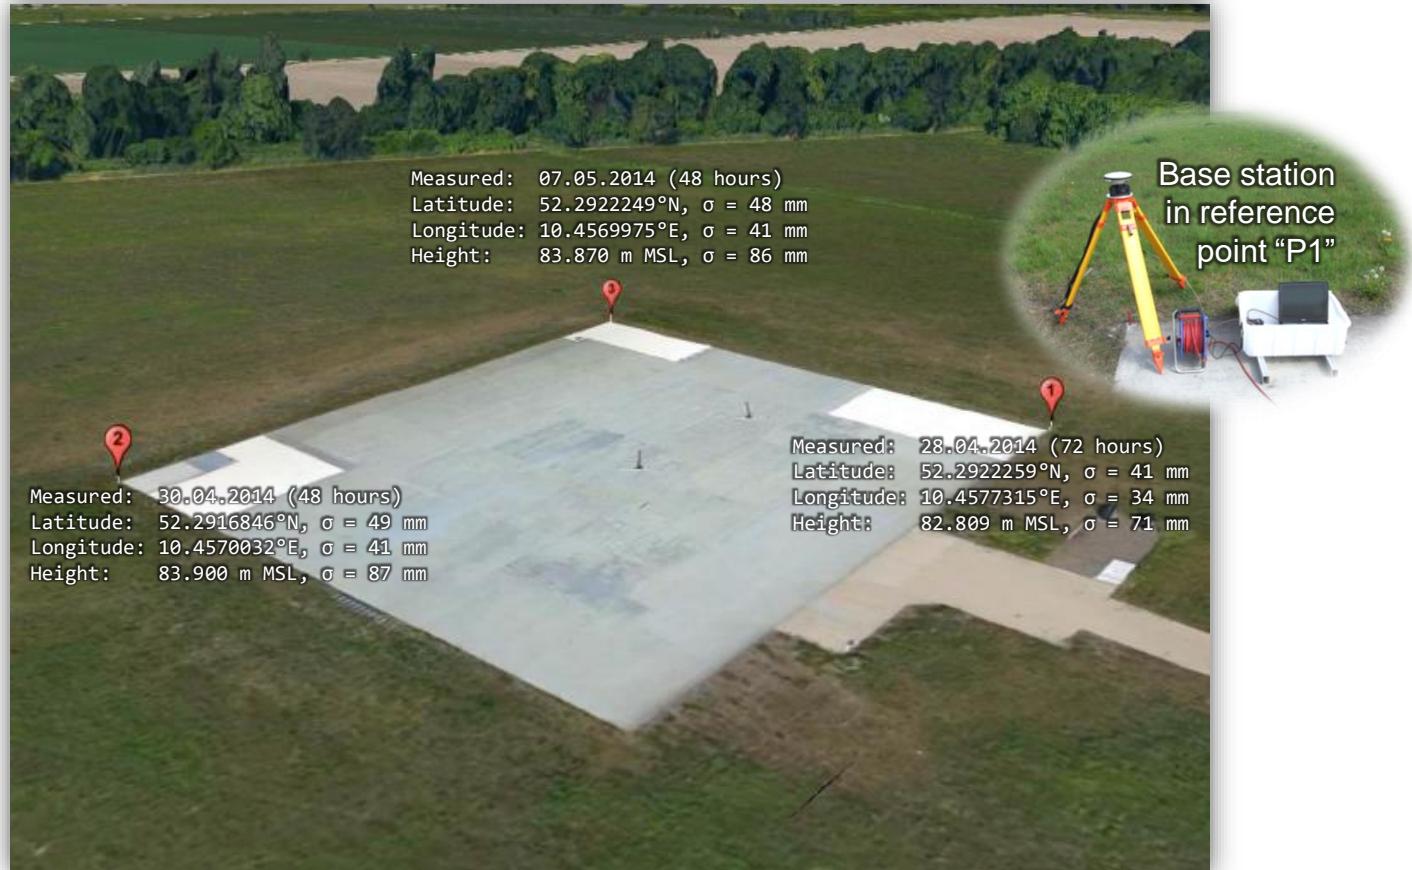 Measured: 07.05.2014 (48 hours)
Latitude: 52.2922249°N, σ = 48 mm
Longitude: 10.4569975°E, σ = 41 mm
Height: 83.870 m MSL, σ = 86 mm
Base station
in reference
point “P1”
3
1
2
Measured: 28.04.2014 (72 hours)
Latitude: 52.2922259°N, σ = 41 mm
Longitude: 10.4577315°E, σ = 34 mm
Height: 82.809 m MSL, σ = 71 mm
Measured: 30.04.2014 (48 hours)
Latitude: 52.2916846°N, σ = 49 mm
Longitude: 10.4570032°E, σ = 41 mm
Height: 83.900 m MSL, σ = 87 mm